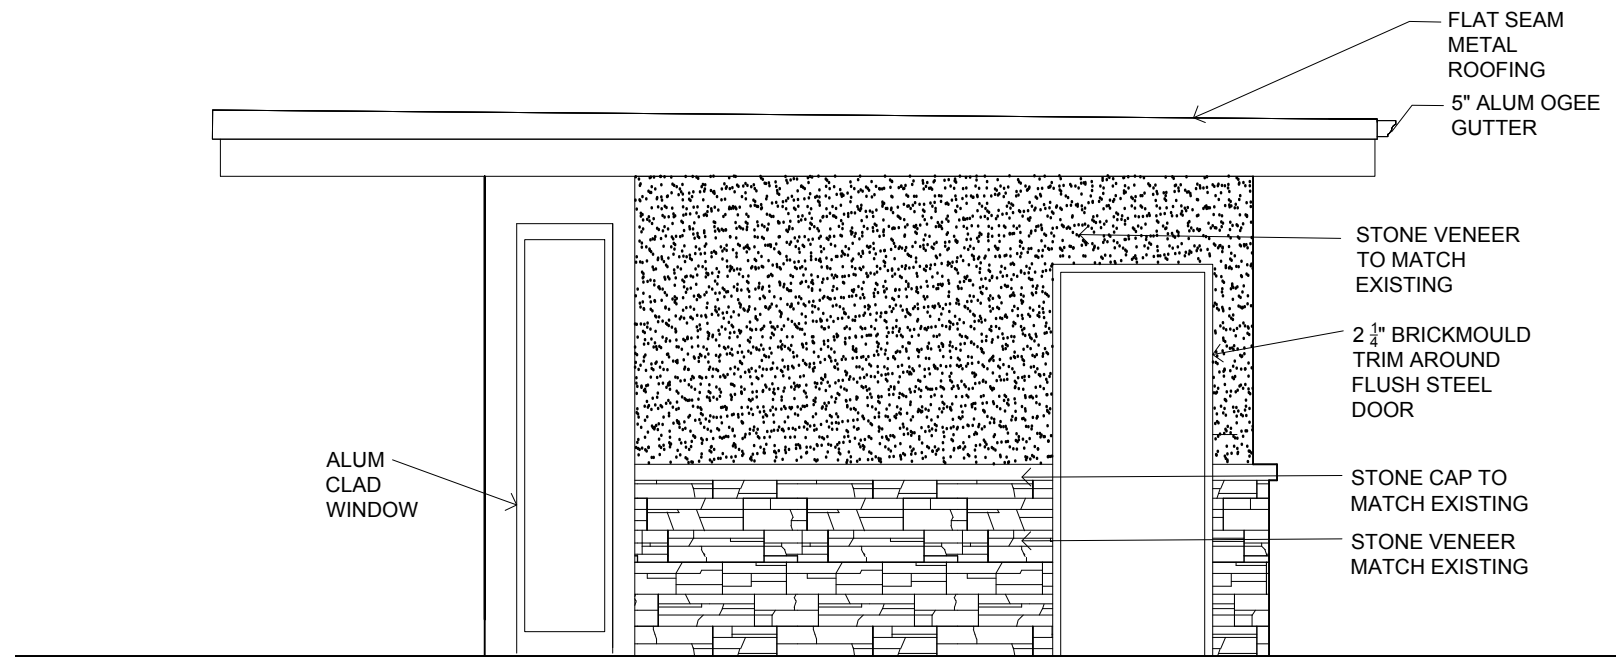 FLAT SEAM
METAL
ROOFING
5" ALUM OGEE
GUTTER
STONE VENEER
TO MATCH
EXISTING
2 1/4" BRICKMOULD
TRIM AROUND
FLUSH STEEL
DOOR
ALUM
CLAD
WINDOW
STONE CAP TO
MATCH EXISTING
STONE VENEER
MATCH EXISTING